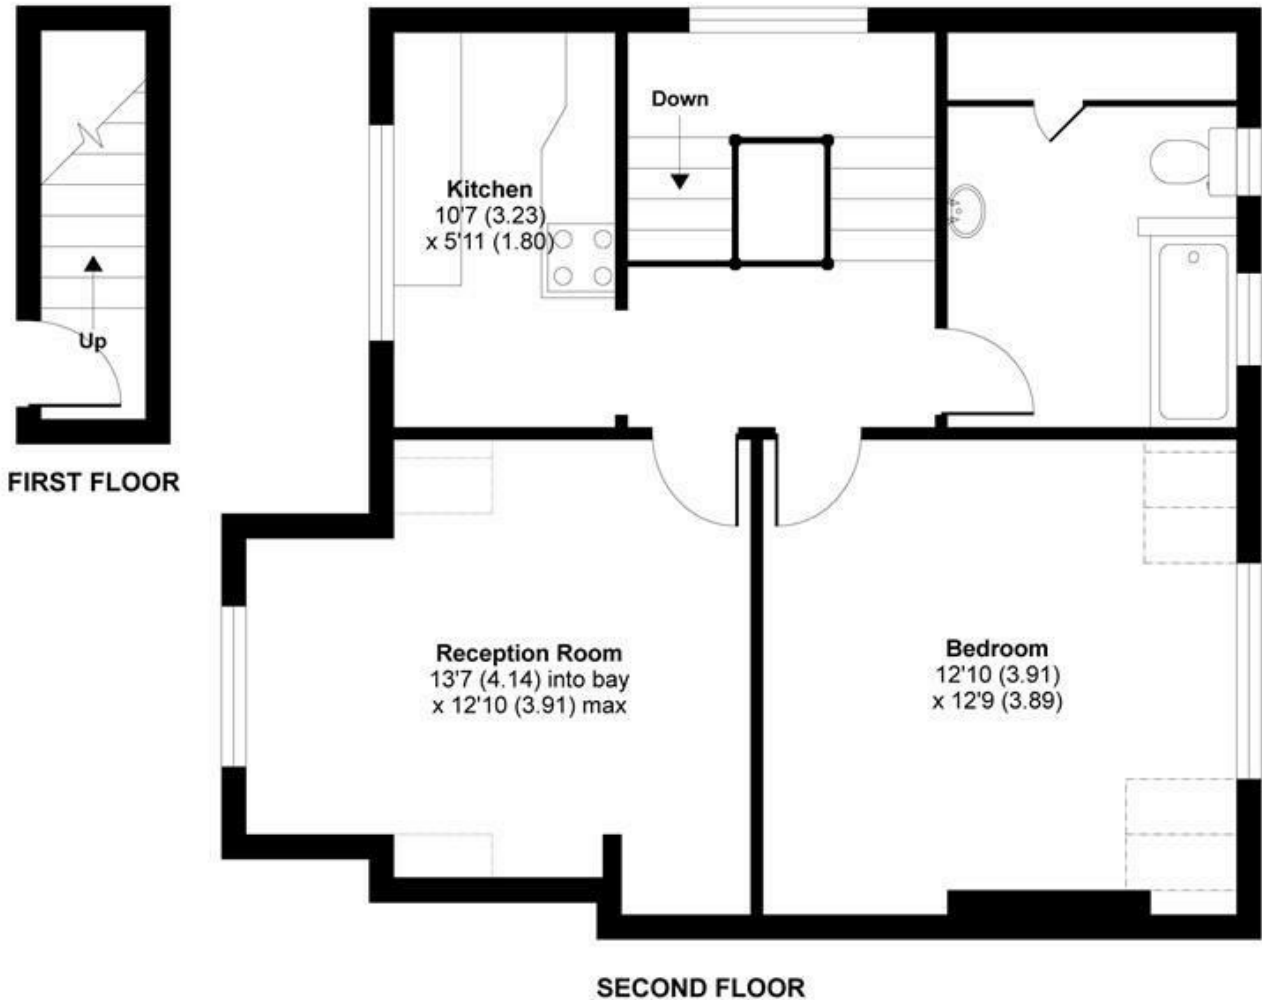 Down
Kitchen
10'7 (3.23)
x 5'11 (1.80)
Up
FIRST FLOOR
Reception Room
13'7 (4.14) into bay
x 12'10 (3.91) max
Bedroom
12'10 (3.91)
x 12'9 (3.89)
SECOND FLOOR